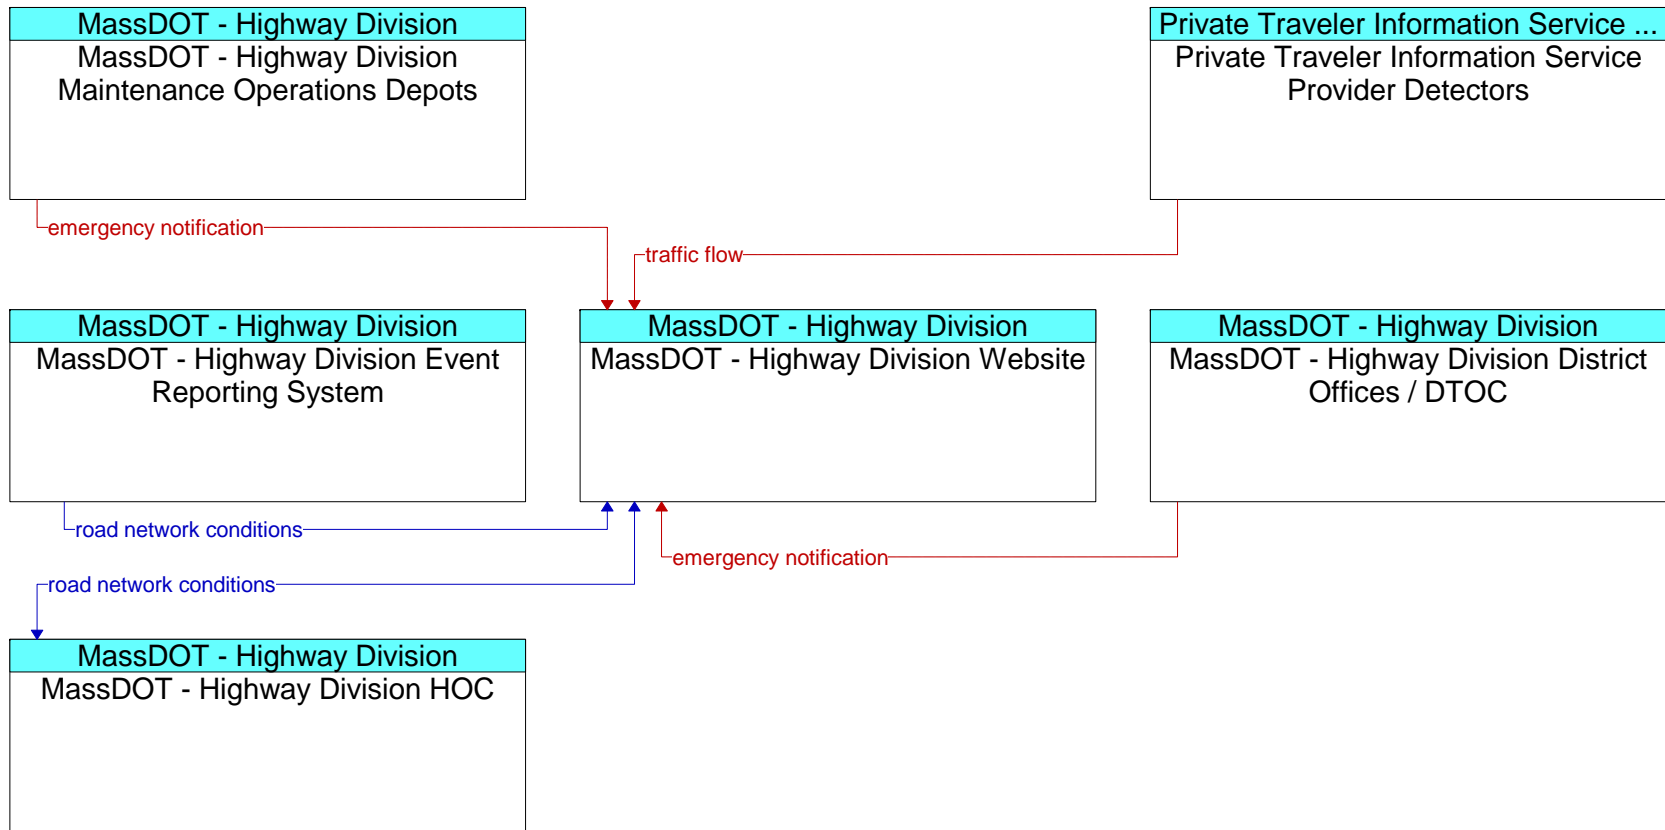 MassDOT - Highway Division
MassDOT - Highway Division
Maintenance Operations Depots
Private Traveler Information Service ...
Private Traveler Information Service
Provider Detectors
emergency notification
traffic flow
MassDOT - Highway Division
MassDOT - Highway Division Event
Reporting System
MassDOT - Highway Division
MassDOT - Highway Division Website
MassDOT - Highway Division
MassDOT - Highway Division District
Offices / DTOC
road network conditions
emergency notification
road network conditions
MassDOT - Highway Division
MassDOT - Highway Division HOC